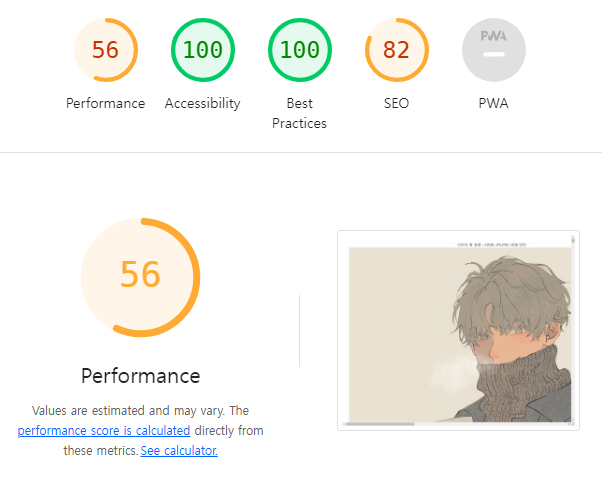 56
100
100
82
PWA
Performance
Accessibility
Best
Practices
SEO
PWA
56
Performance
Values are estimated and may vary. The
performance score is calculated directly from
these metrics. See calculator.